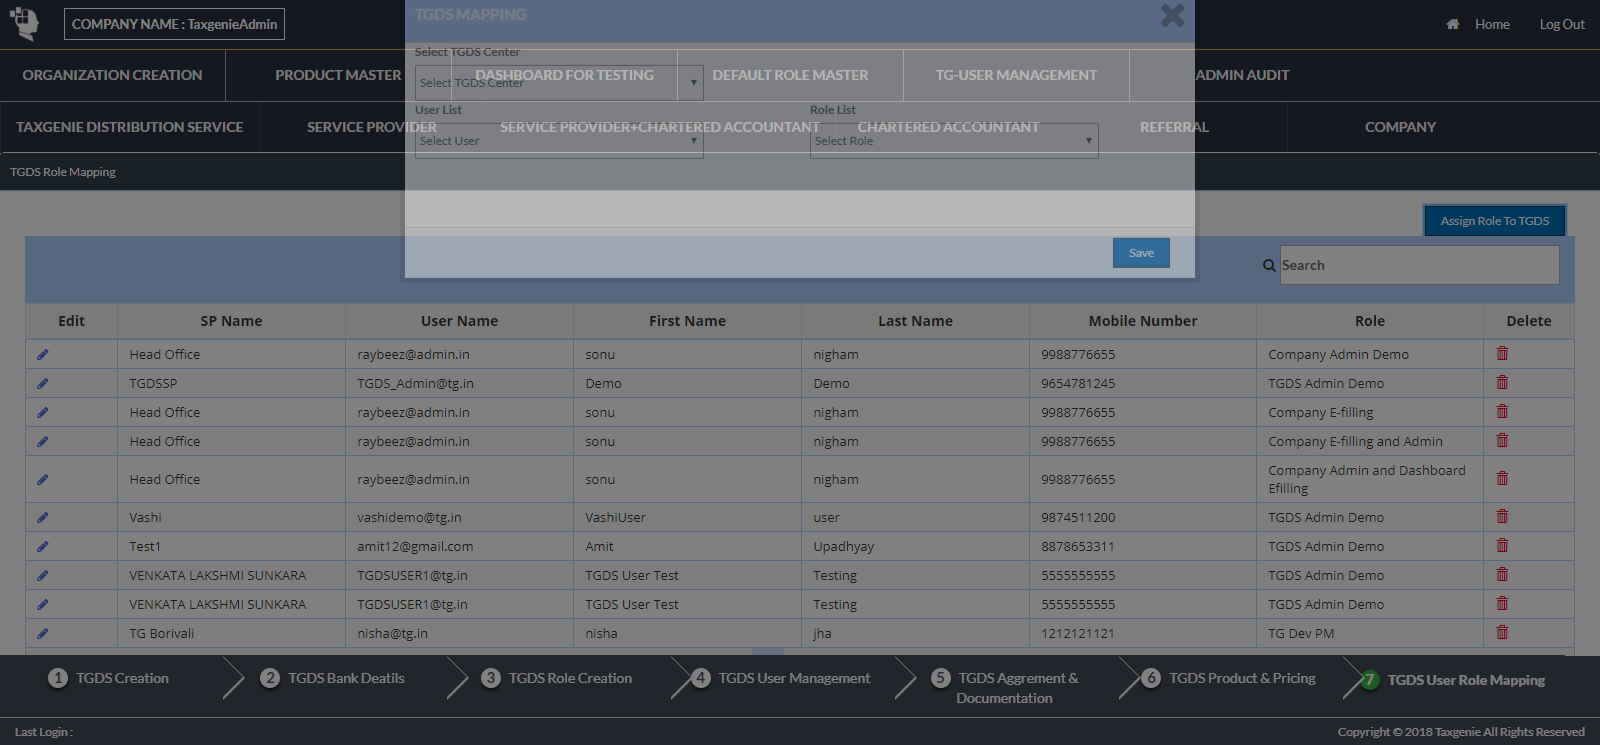 COMPANY NAME : TaxgenieAdmin
Home
Log Out
TGDS MAPPING
Select TGDS Center
ORGANIZATION CREATION
PRODUCT MASTER
DASHBOARD FOR TESTING
DEFAULT ROLE MASTER
TG-USER MANAGEMENT
ADMIN AUDIT
Select TGDS Center
User List
Role List
TAXGENIE DISTRIBUTION SERVICE
SERVICE PROVIDER
SERVICE PROVIDER+CHARTERED ACCOUNTANT
CHARTERED ACCOUNTANT
REFERRAL
COMPANY
Select User
Select Role
TGDS Role Mapping
Assign Role To TGDS
Save
Search
Edit SP Name User Name First Name Last Name Mobile Number Role Delete
Head Office raybeez@admin.in sonu nigham 9988776655 Company Admin Demo
TGDSSP TGDS_Admin@tg.in Demo Demo 9654781245 TGDS Admin Demo
Head Office raybeez@admin.in sonu nigham 9988776655 Company E-filling
Head Office raybeez@admin.in sonu nigham 9988776655 Company E-filling and Admin
Head Office raybeez@admin.in sonu nigham 9988776655 Company Admin and Dashboard
Efilling
Vashi vashidemo@tg.in VashiUser user 9874511200 TGDS Admin Demo
Test1 amit12@gmail.com Amit Upadhyay 8878653311 TGDS Admin Demo
VENKATA LAKSHMI SUNKARA TGDSUSER1@tg.in TGDS User Test Testing 5555555555 TGDS Admin Demo
VENKATA LAKSHMI SUNKARA TGDSUSER1@tg.in TGDS User Test Testing 5555555555 TGDS Admin Demo
TG Borivali nisha@tg.in nisha jha 1212121121 TG Dev PM
1 TGDS Creation
2 TGDS Bank Deatils
3 TGDS Role Creation
4 TGDS User Management
5 TGDS Aggrement &
Documentation
6 TGDS Product & Pricing
7 TGDS User Role Mapping
Last Login :
Copyright © 2018 Taxgenie All Rights Reserved